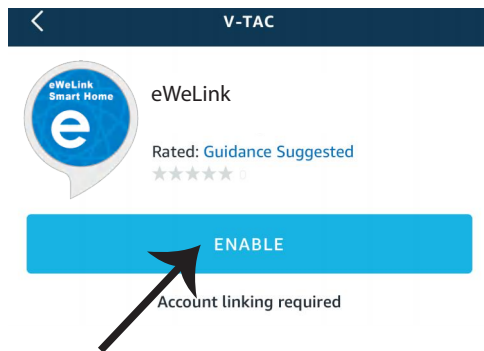 V-TAC
eWeLink
Smart Home
e
eWeLink
Rated: Guidance Suggested
0
ENABLE
Account linking required